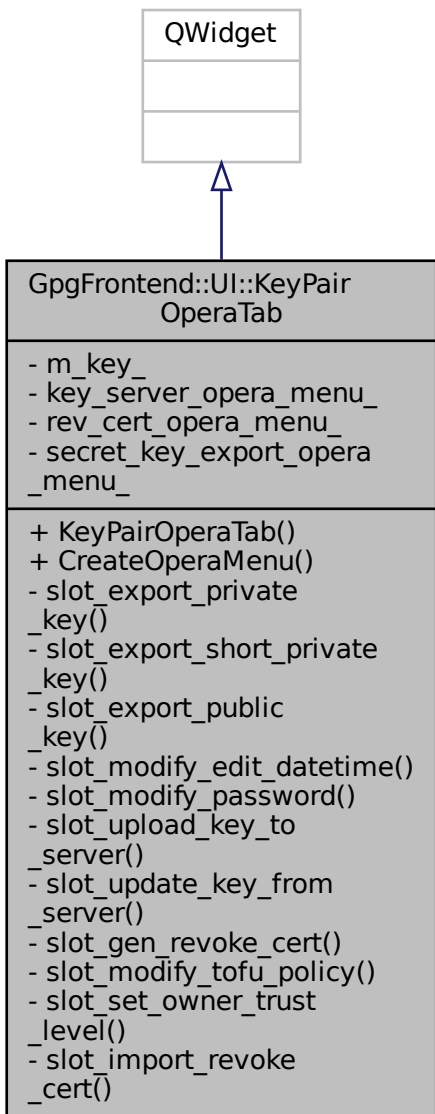 QWidget
GpgFrontend::UI::KeyPair
OperaTab
- m_key_
- key_server_opera_menu_
- rev_cert_opera_menu_
- secret_key_export_opera
_menu_
+ KeyPairOperaTab()
+ CreateOperaMenu()
- slot_export_private
_key()
- slot_export_short_private
_key()
- slot_export_public
_key()
- slot_modify_edit_datetime()
- slot_modify_password()
- slot_upload_key_to
_server()
- slot_update_key_from
_server()
- slot_gen_revoke_cert()
- slot_modify_tofu_policy()
- slot_set_owner_trust
_level()
- slot_import_revoke
_cert()